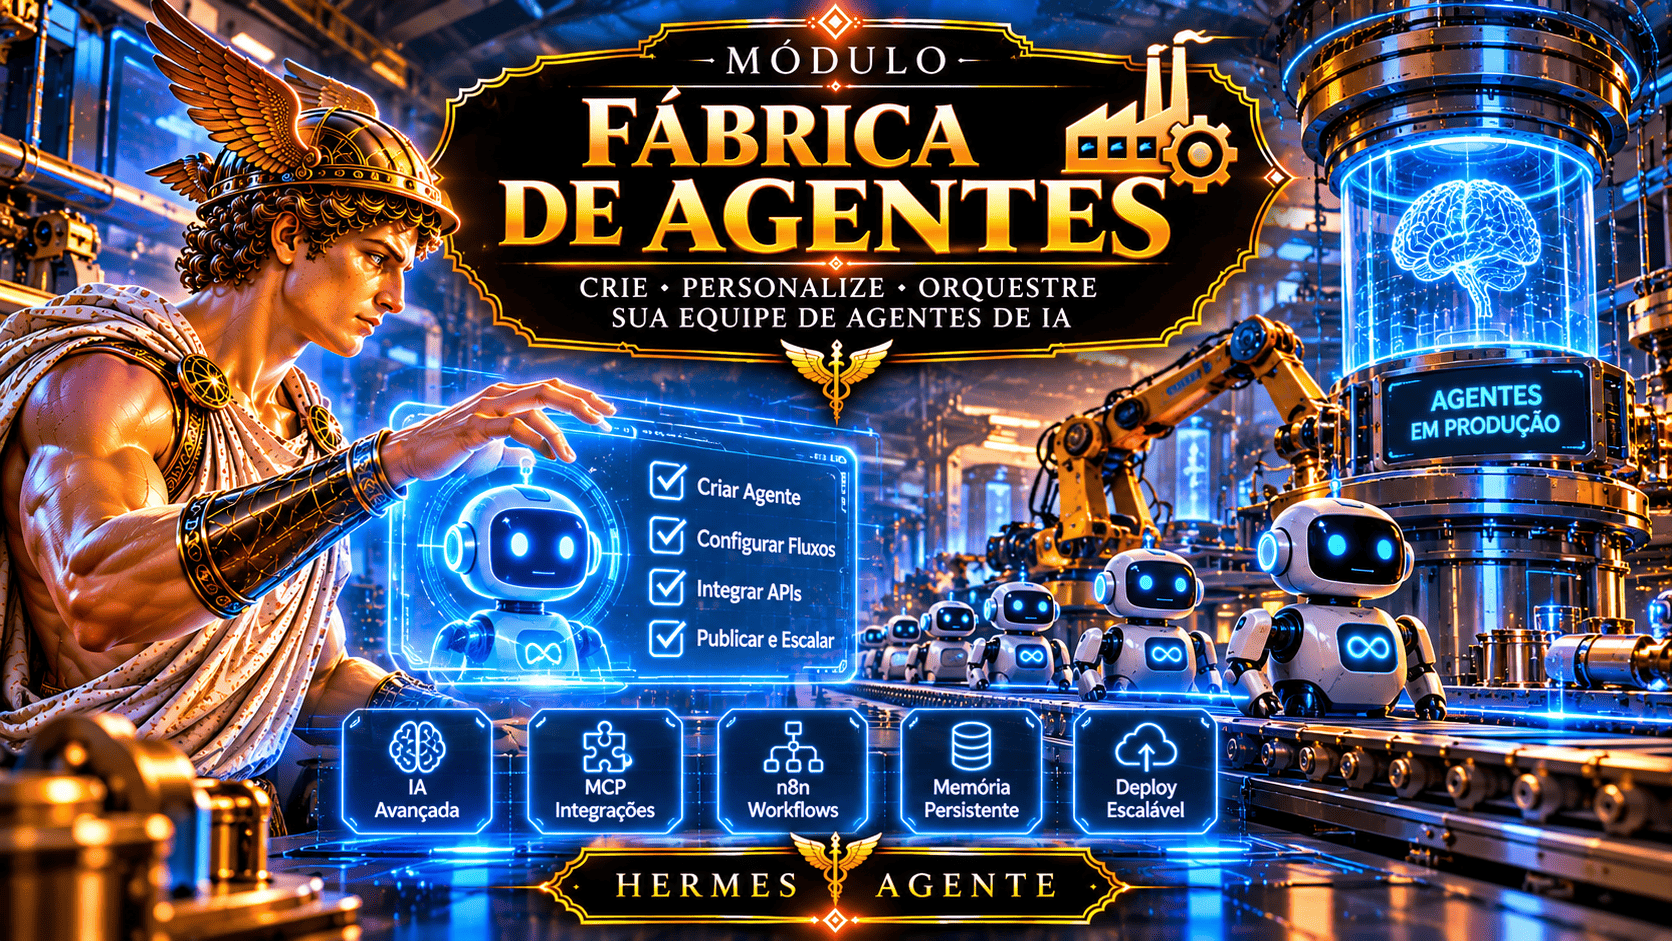 MÓDULO
FÁBRICA
DE AGENTES
CRIE • PERSONALIZE • ORQUESTRE
SUA EQUIPE DE AGENTES DE IA
AGENTES
EM PRODUÇÃO
Criar Agente
Configurar Fluxos
Integrar APIs
Publicar e Escalar
IA
Avançada
MCP
Integrações
n8n
Workflows
Memória
Persistente
Deploy
Escalável
HERMES AGENTE